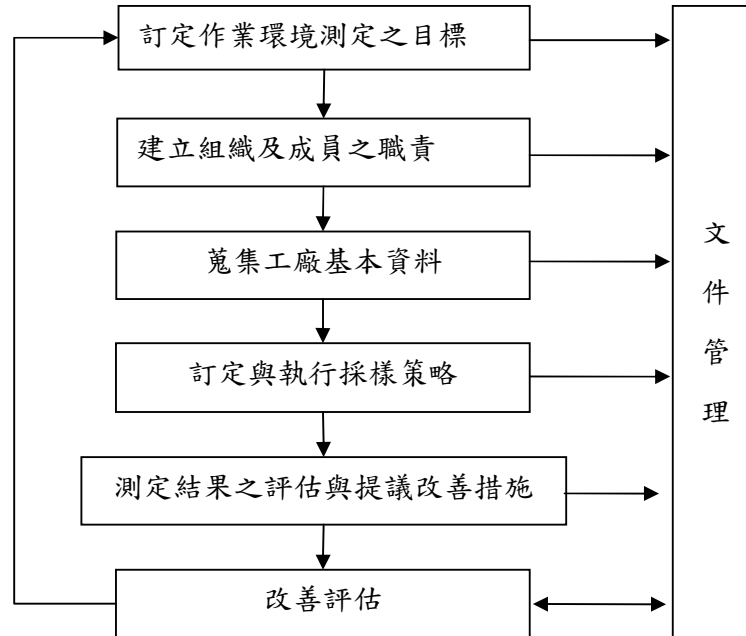 訂定作業環境測定之目標
建立組織及成員之職責
蒐集工廠基本資料
訂定與執行採樣策略
測定結果之評估與提議改善措施
改善評估
文
件
管
理